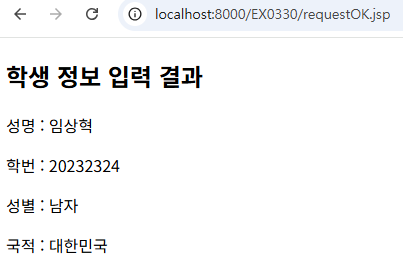 localhost:8000/EX0330/requestOK.jsp
학생 정보 입력 결과
성명 : 임상혁
학번 : 20232324
성별 : 남자
국적 : 대한민국